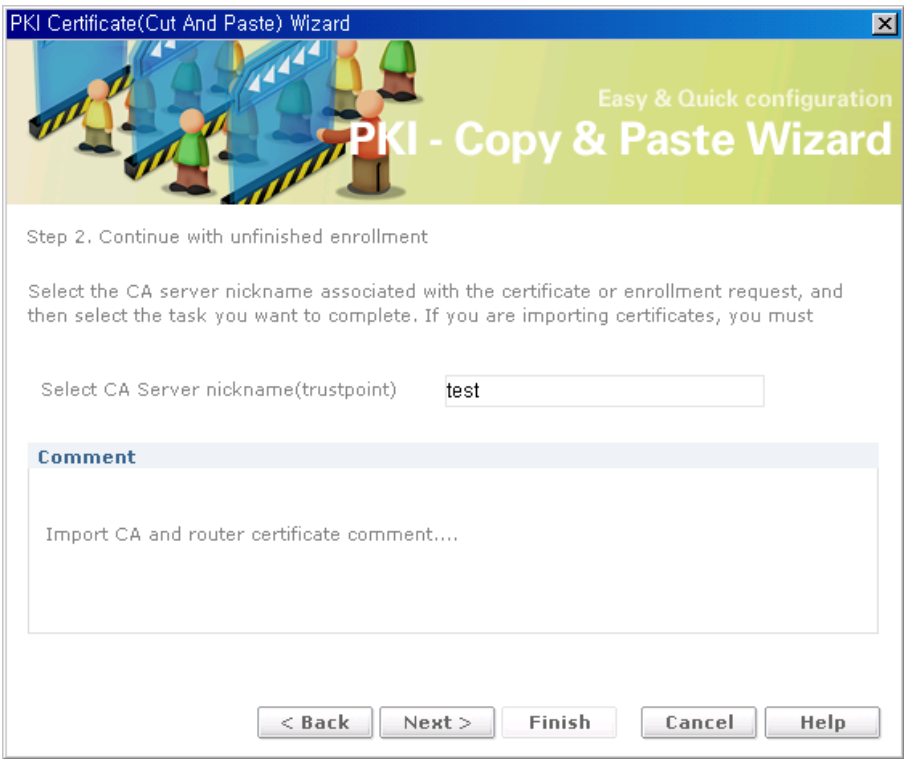 PKI Certificate(Cut And Paste) Wizard
Easy & Quick configuration
PKI - Copy & Paste Wizard
Step 2. Continue with unfinished enrollment
Select the CA server nickname associated with the certificate or enrollment request, and
then select the task you want to complete. If you are importing certificates, you must
Select CA Server nickname(trustpoint)
test
Comment
Import CA and router certificate comment....
< Back Next > Finish Cancel Help